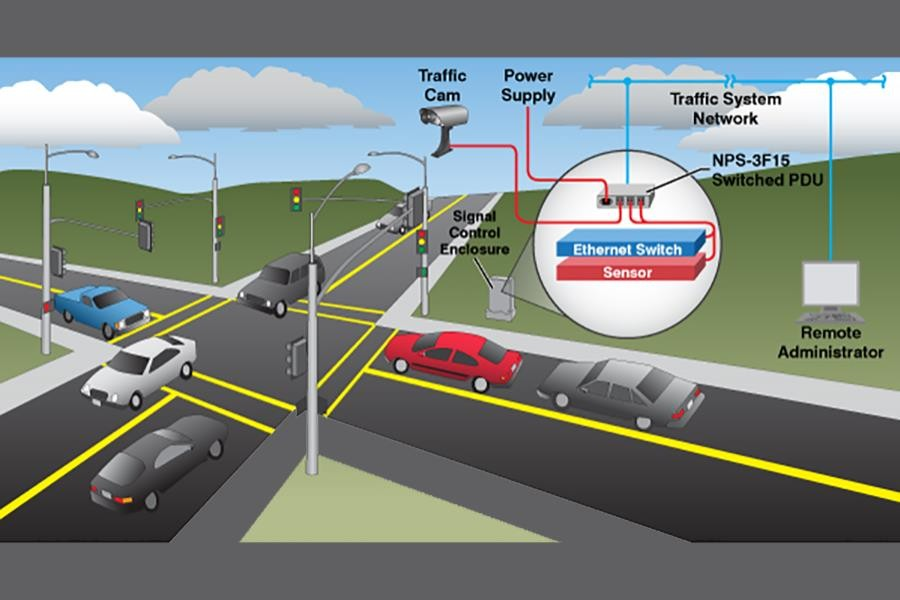 Traffic
Cam
Power
Supply
Traffic System
Network
NPS-3F15
Switched PDU
Signal
Control
Enclosure
Ethernet Switch
Sensor
Remote
Administrator